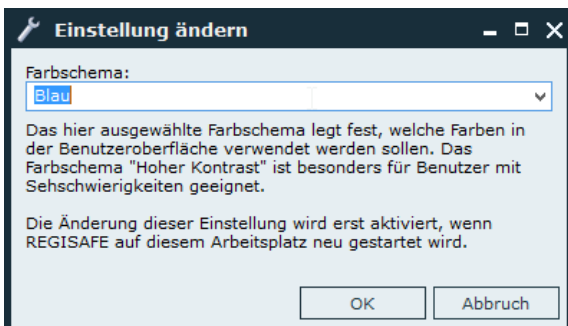 Einstellung ändern
Farbschema:
Blau
Das hier ausgewählte Farbschema legt fest, welche Farben in
der Benutzeroberfläche verwendet werden sollen. Das
Farbschema "Hoher Kontrast" ist besonders für Benutzer mit
Sehschwierigkeiten geeignet.
Die Änderung dieser Einstellung wird erst aktiviert, wenn
REGISAFE auf diesem Arbeitsplatz neu gestartet wird.
OK Abbruch